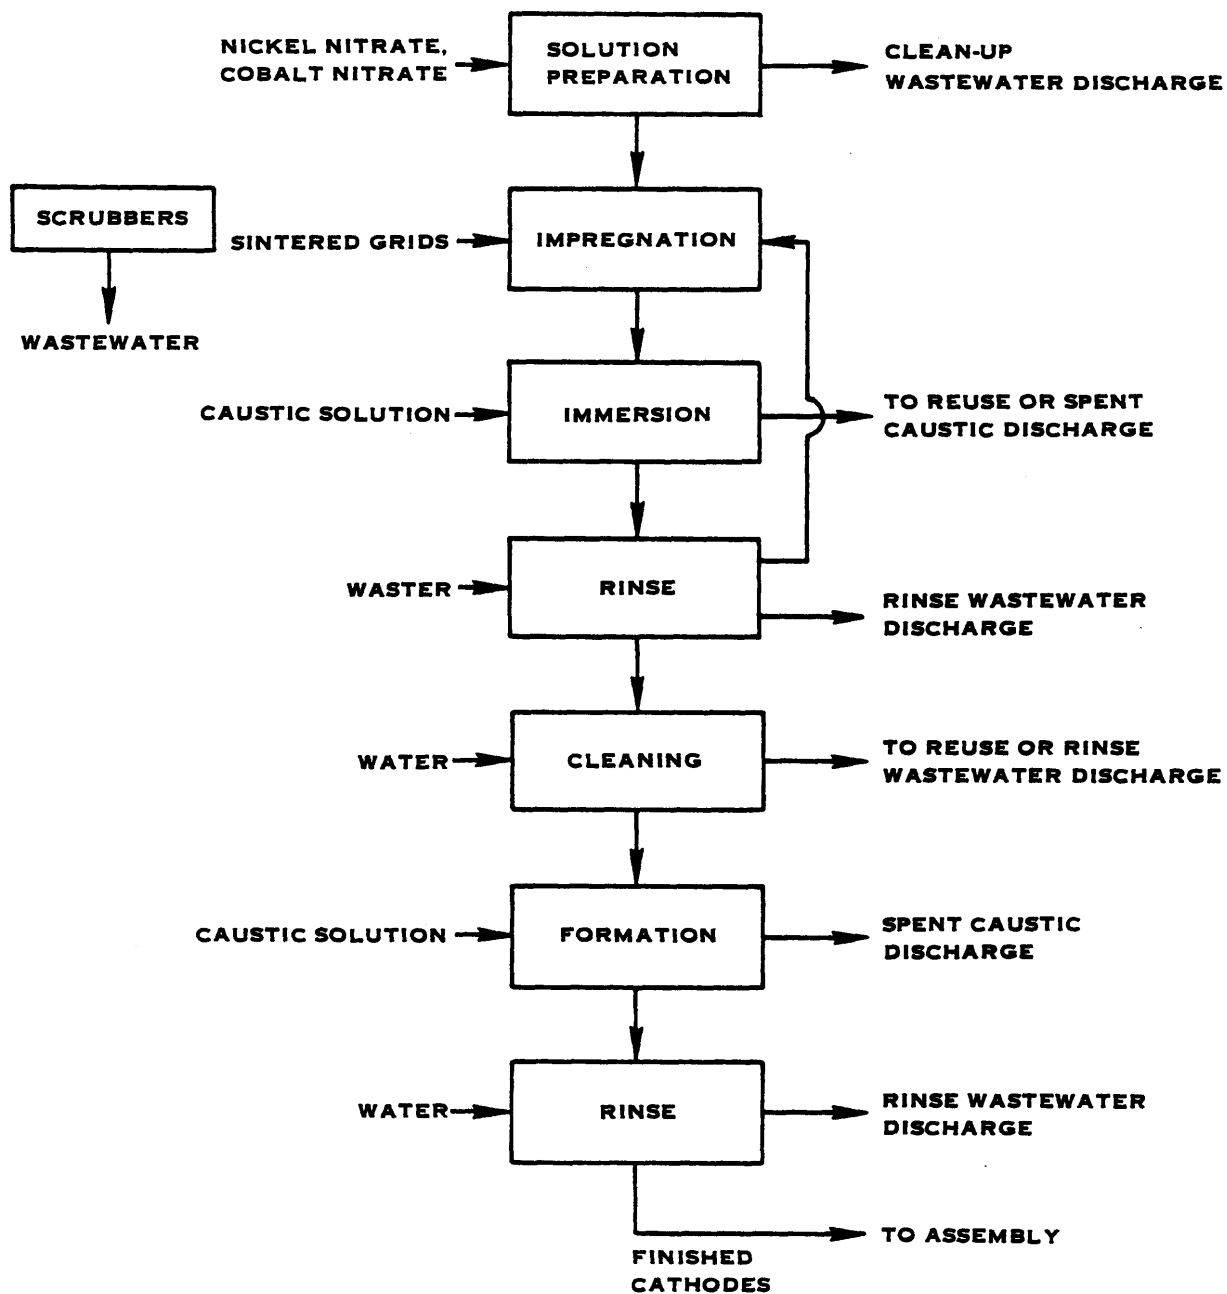 NICKEL NITRATE,
COBALT NITRATE
SOLUTION
PREPARATION
CLEAN-UP
WASTEWATER DISCHARGE
SCRUBBERS
WASTEWATER
SINTERED GRIDS
IMPREGNATION
CAUSTIC SOLUTION
IMMERSION
TO REUSE OR SPENT
CAUSTIC DISCHARGE
WASTER
RINSE
RINSE WASTEWATER
DISCHARGE
WATER
CLEANING
TO REUSE OR RINSE
WASTEWATER DISCHARGE
CAUSTIC SOLUTION
FORMATION
SPENT CAUSTIC
DISCHARGE
WATER
RINSE
RINSE WASTEWATER
DISCHARGE
TO ASSEMBLY
FINISHED
CATHODES